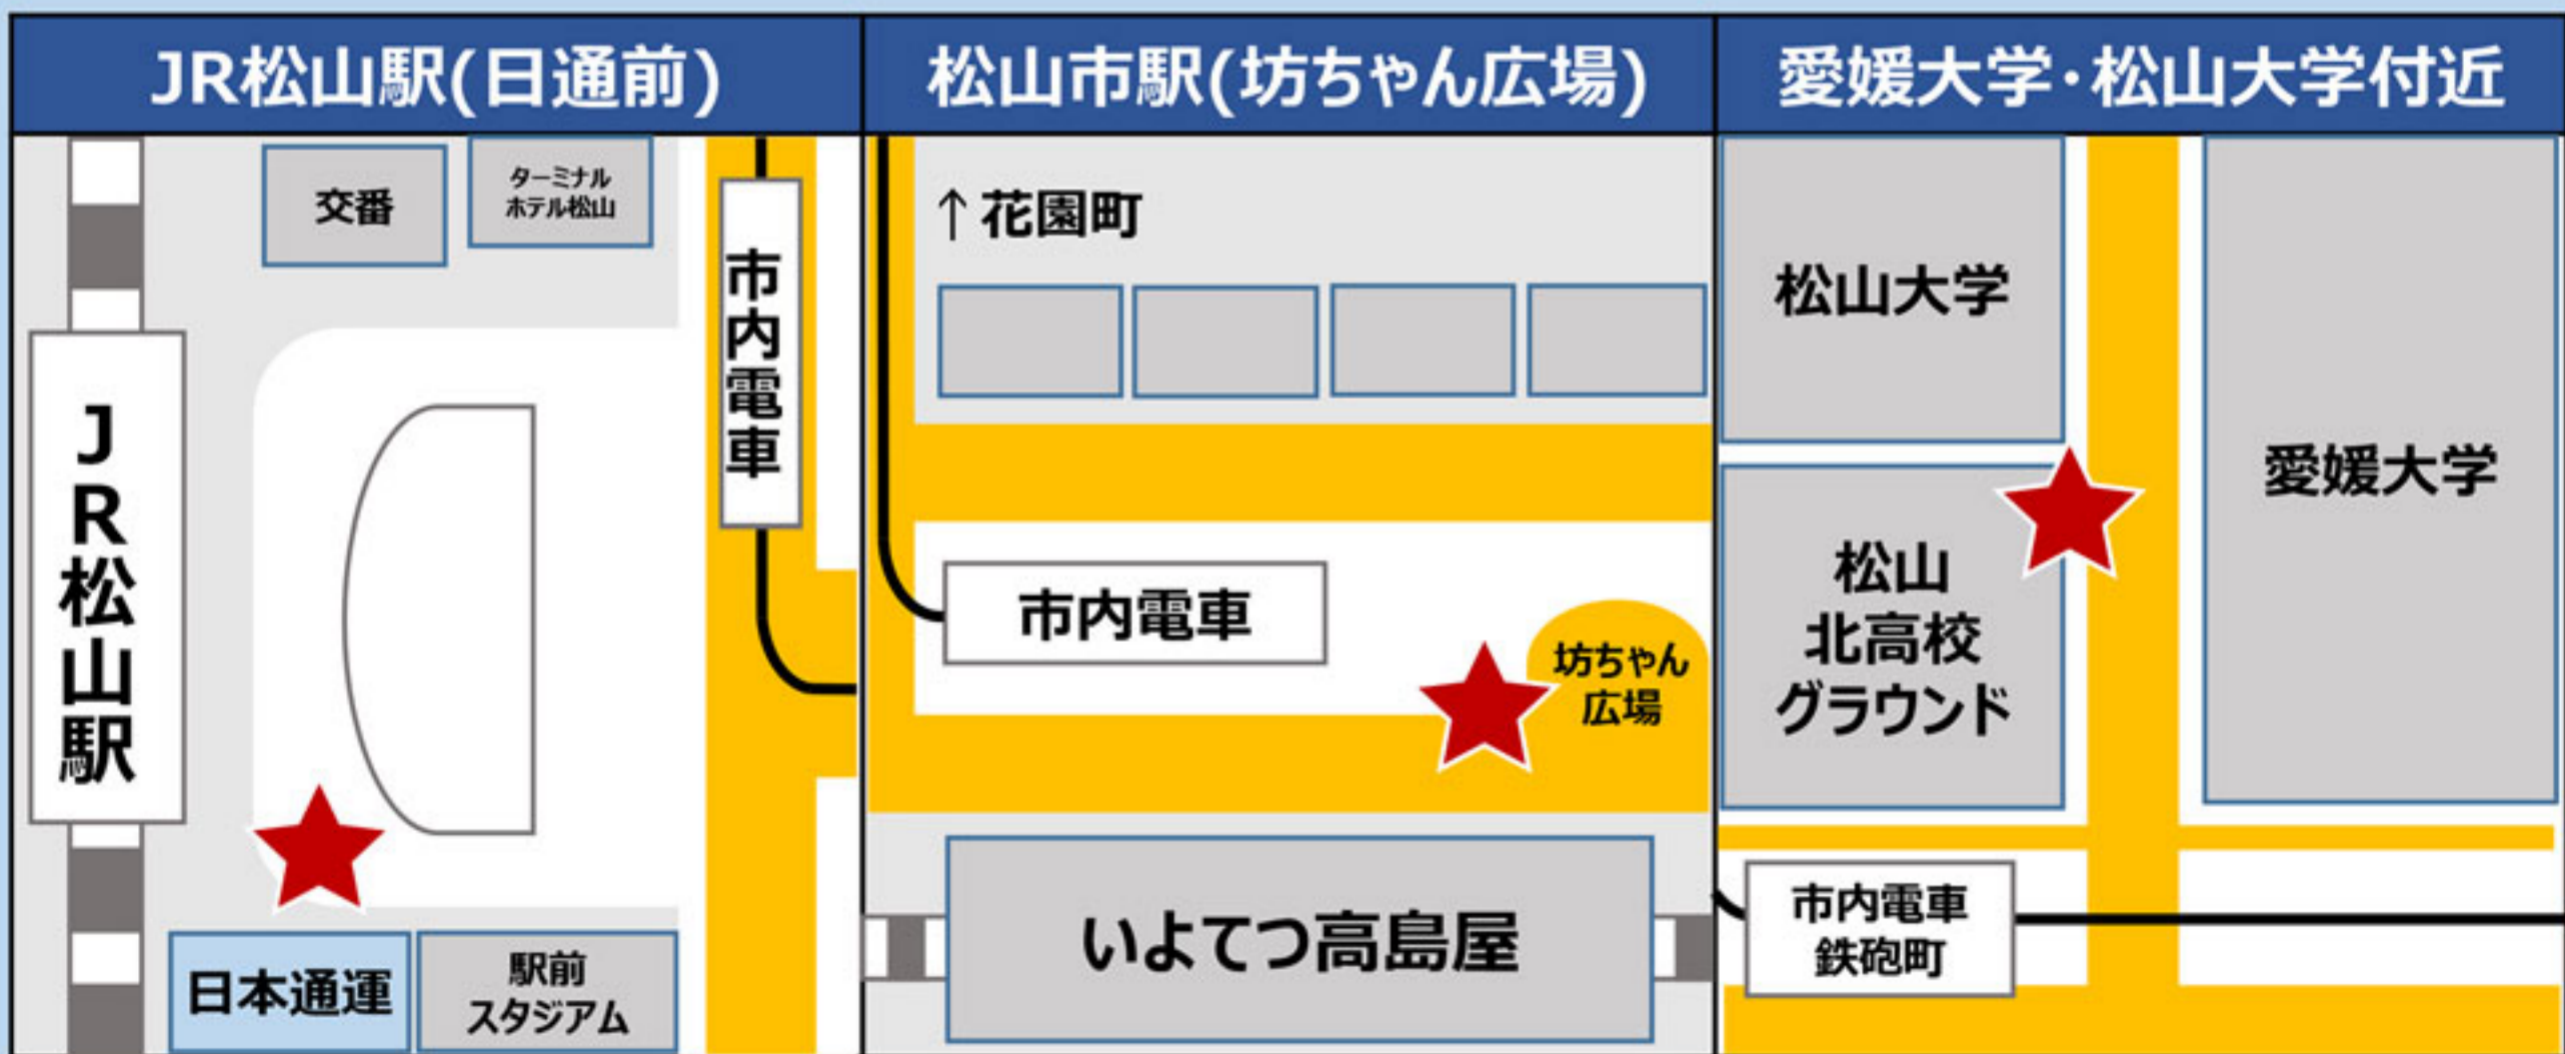 JR松山駅(日通前)
交番
ターミナル
ホテル松山
市内電車
JR松山駅
日本通運
駅前
スタジアム
松山市駅(坊ちゃん広場)
↑花園町
市内電車
坊ちゃん
広場
いよてつ高島屋
愛媛大学・松山大学付近
松山大学
愛媛大学
松山
北高校
グラウンド
市内電車
鉄砲町